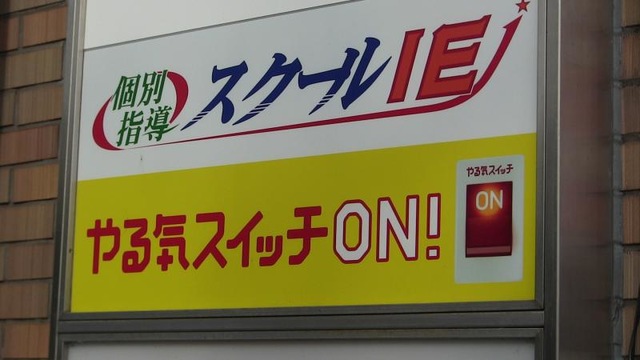 個別
指導
スクールIE
やる気スイッチON!
やる気スイッチ
ON